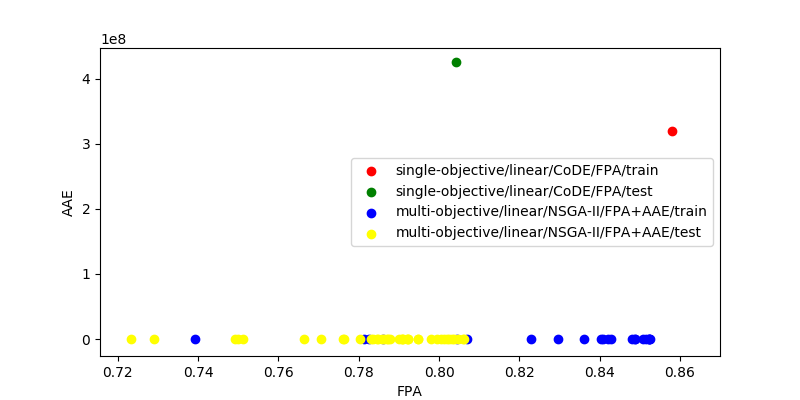 1e8
4
3
2
1
0
AAE
single-objective/linear/CoDE/FPA/train
single-objective/linear/CoDE/FPA/test
multi-objective/linear/NSGA-II/FPA+AAE/train
multi-objective/linear/NSGA-II/FPA+AAE/test
0.72 0.74 0.76 0.78 0.80 0.82 0.84 0.86
FPA